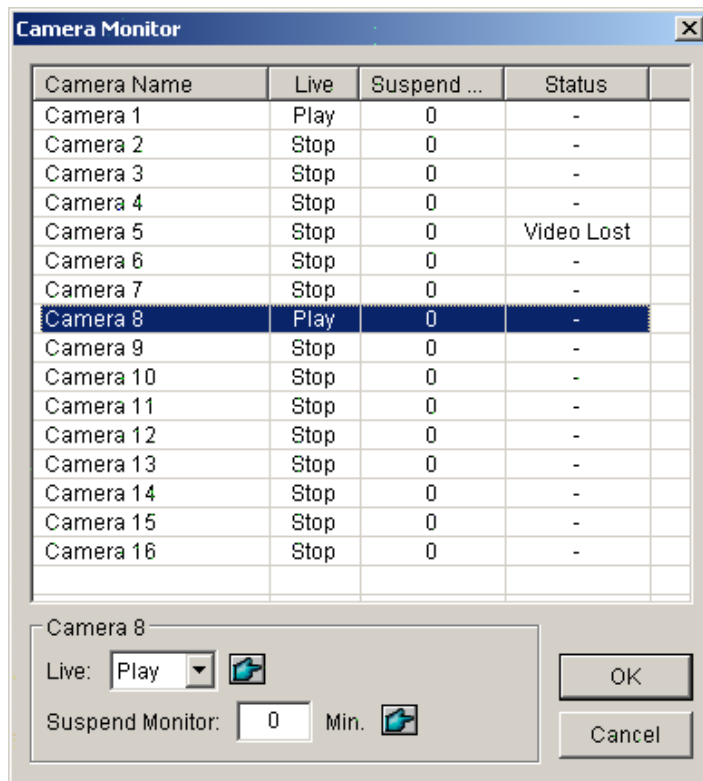 Camera Monitor
Camera Name Live Suspend ... Status
Camera 1 Play 0 -
Camera 2 Stop 0 -
Camera 3 Stop 0 -
Camera 4 Stop 0 -
Camera 5 Stop 0 Video Lost
Camera 6 Stop 0 -
Camera 7 Stop 0 -
Camera 8 Play 0 -
Camera 9 Stop 0 -
Camera 10 Stop 0 -
Camera 11 Stop 0 -
Camera 12 Stop 0 -
Camera 13 Stop 0 -
Camera 14 Stop 0 -
Camera 15 Stop 0 -
Camera 16 Stop 0 -
Camera 8
Live: Play
OK
Suspend Monitor: 0 Min.
Cancel